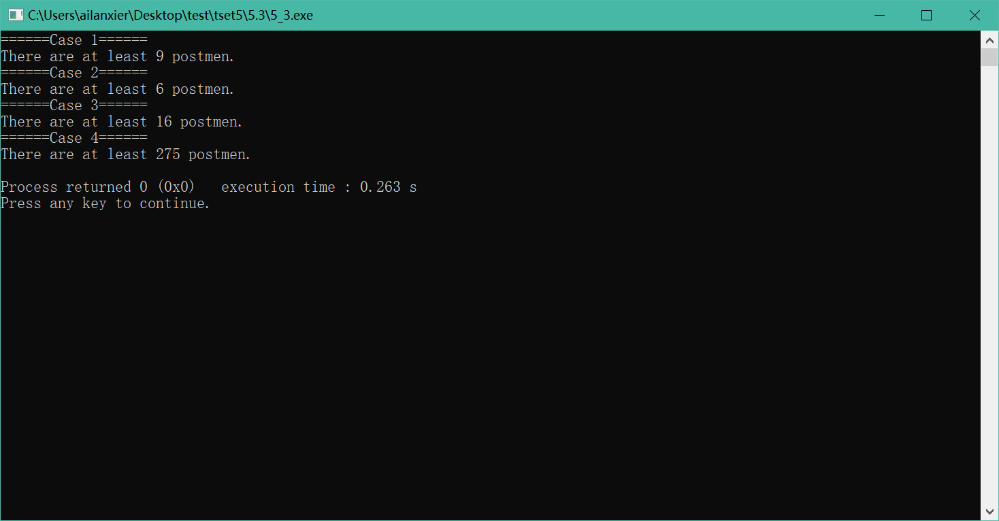 C:\Users\ailanxier\Desktop\test\tset5\5.3\5_3.exe
======Case 1======
There are at least 9 postmen.
======Case 2======
There are at least 6 postmen.
======Case 3======
There are at least 16 postmen.
======Case 4======
There are at least 275 postmen.
Process returned 0 (0x0)   execution time : 0.263 s
Press any key to continue.